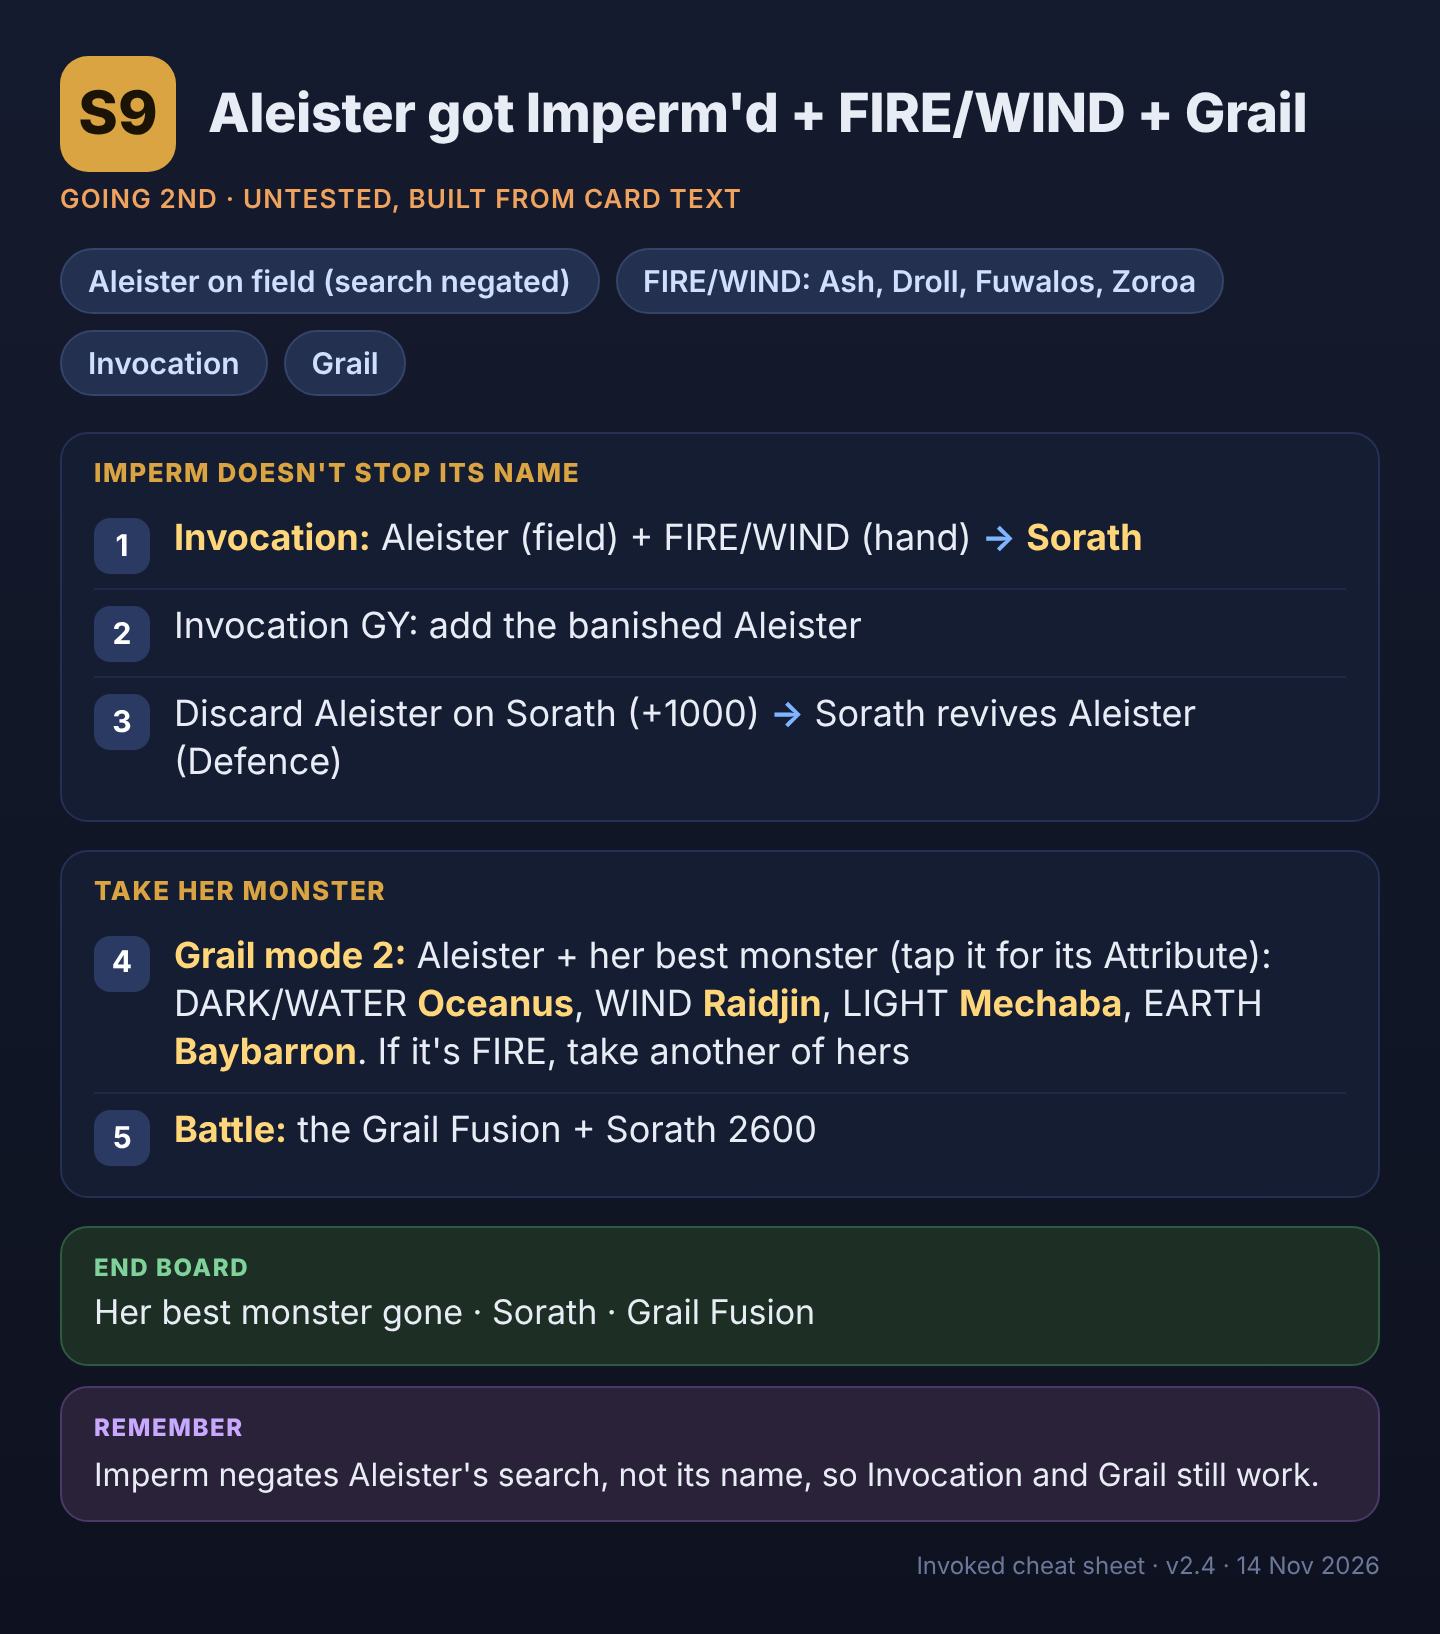 S9
Aleister got Imperm'd + FIRE/WIND + Grail
GOING 2ND · UNTESTED, BUILT FROM CARD TEXT
Aleister on field (search negated)
FIRE/WIND: Ash, Droll, Fuwalos, Zoroa
Invocation
Grail
IMPERM DOESN'T STOP ITS NAME
1
Invocation: Aleister (field) + FIRE/WIND (hand) → Sorath
2
Invocation GY: add the banished Aleister
3
Discard Aleister on Sorath (+1000) → Sorath revives Aleister
(Defence)
TAKE HER MONSTER
4
Grail mode 2: Aleister + her best monster (tap it for its Attribute):
DARK/WATER Oceanus, WIND Raidjin, LIGHT Mechaba, EARTH
Baybarron. If it's FIRE, take another of hers
5
Battle: the Grail Fusion + Sorath 2600
END BOARD
Her best monster gone · Sorath · Grail Fusion
REMEMBER
Imperm negates Aleister's search, not its name, so Invocation and Grail still work.
Invoked cheat sheet · v2.4 · 14 Nov 2026